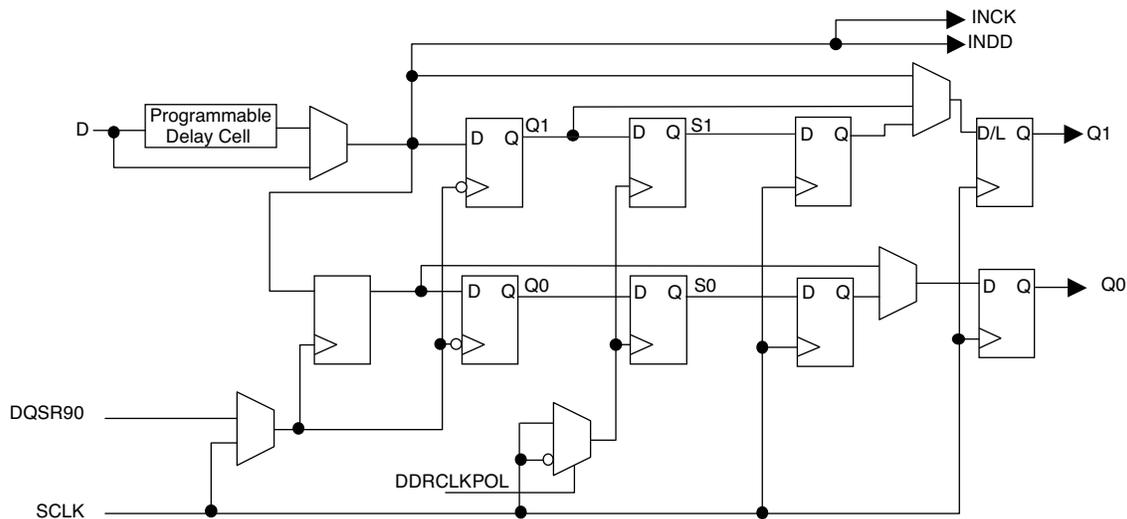 INCK
INDD
D
Programmable
Delay Cell
D Q
Q1
D Q
S1
D Q
D/L Q
Q1
D Q
Q0
D Q
S0
D Q
D Q
Q0
DQSR90
DDRCLKPOL
SCLK